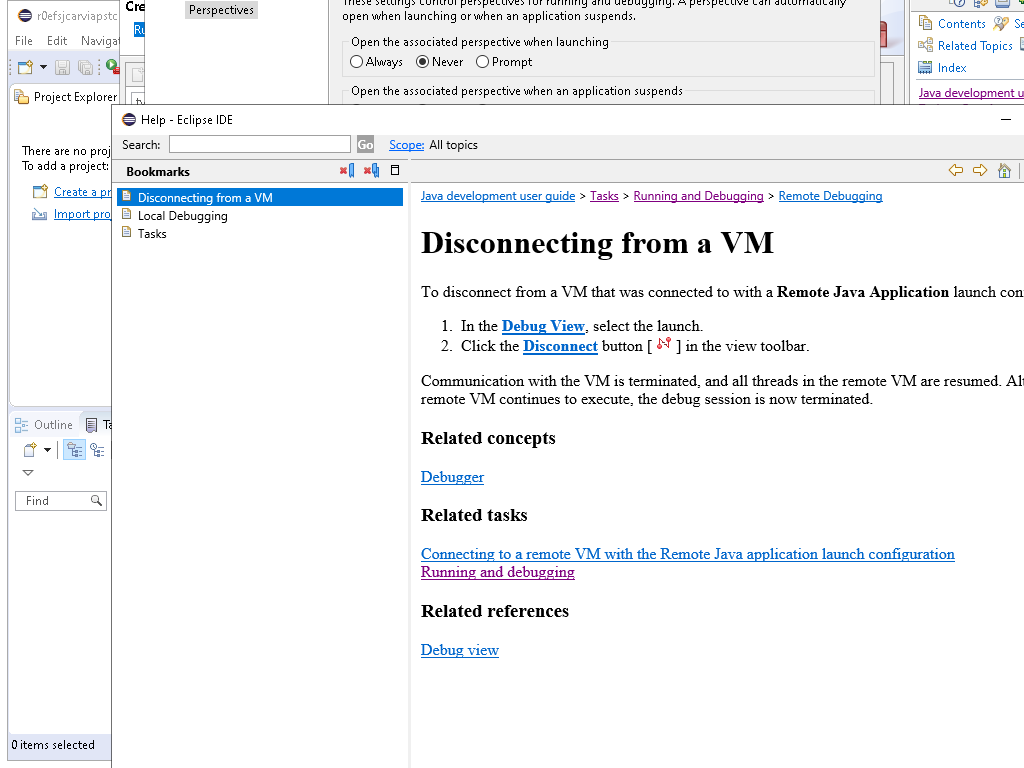 r0efsjcarviapstc
File Edit Navigat
Project Explorer
There are no proj
To add a project:
Create a pr
Import proj
Outline Ta
Find
0 items selected
Cre
Ru
ty
Perspectives
These settings control perspectives for running and debugging. A perspective can automatically
open when launching or when an application suspends.
Open the associated perspective when launching
Always Never Prompt
Open the associated perspective when an application suspends
Contents Se
Related Topics
Index
Java development u
Help - Eclipse IDE
Search: Go Scope: All topics
Bookmarks
Disconnecting from a VM
Local Debugging
Tasks
Java development user guide > Tasks > Running and Debugging > Remote Debugging
Disconnecting from a VM
To disconnect from a VM that was connected to with a Remote Java Application launch con
1. In the Debug View, select the launch.
2. Click the Disconnect button [ ] in the view toolbar.
Communication with the VM is terminated, and all threads in the remote VM are resumed. Alt
remote VM continues to execute, the debug session is now terminated.
Related concepts
Debugger
Related tasks
Connecting to a remote VM with the Remote Java application launch configuration
Running and debugging
Related references
Debug view